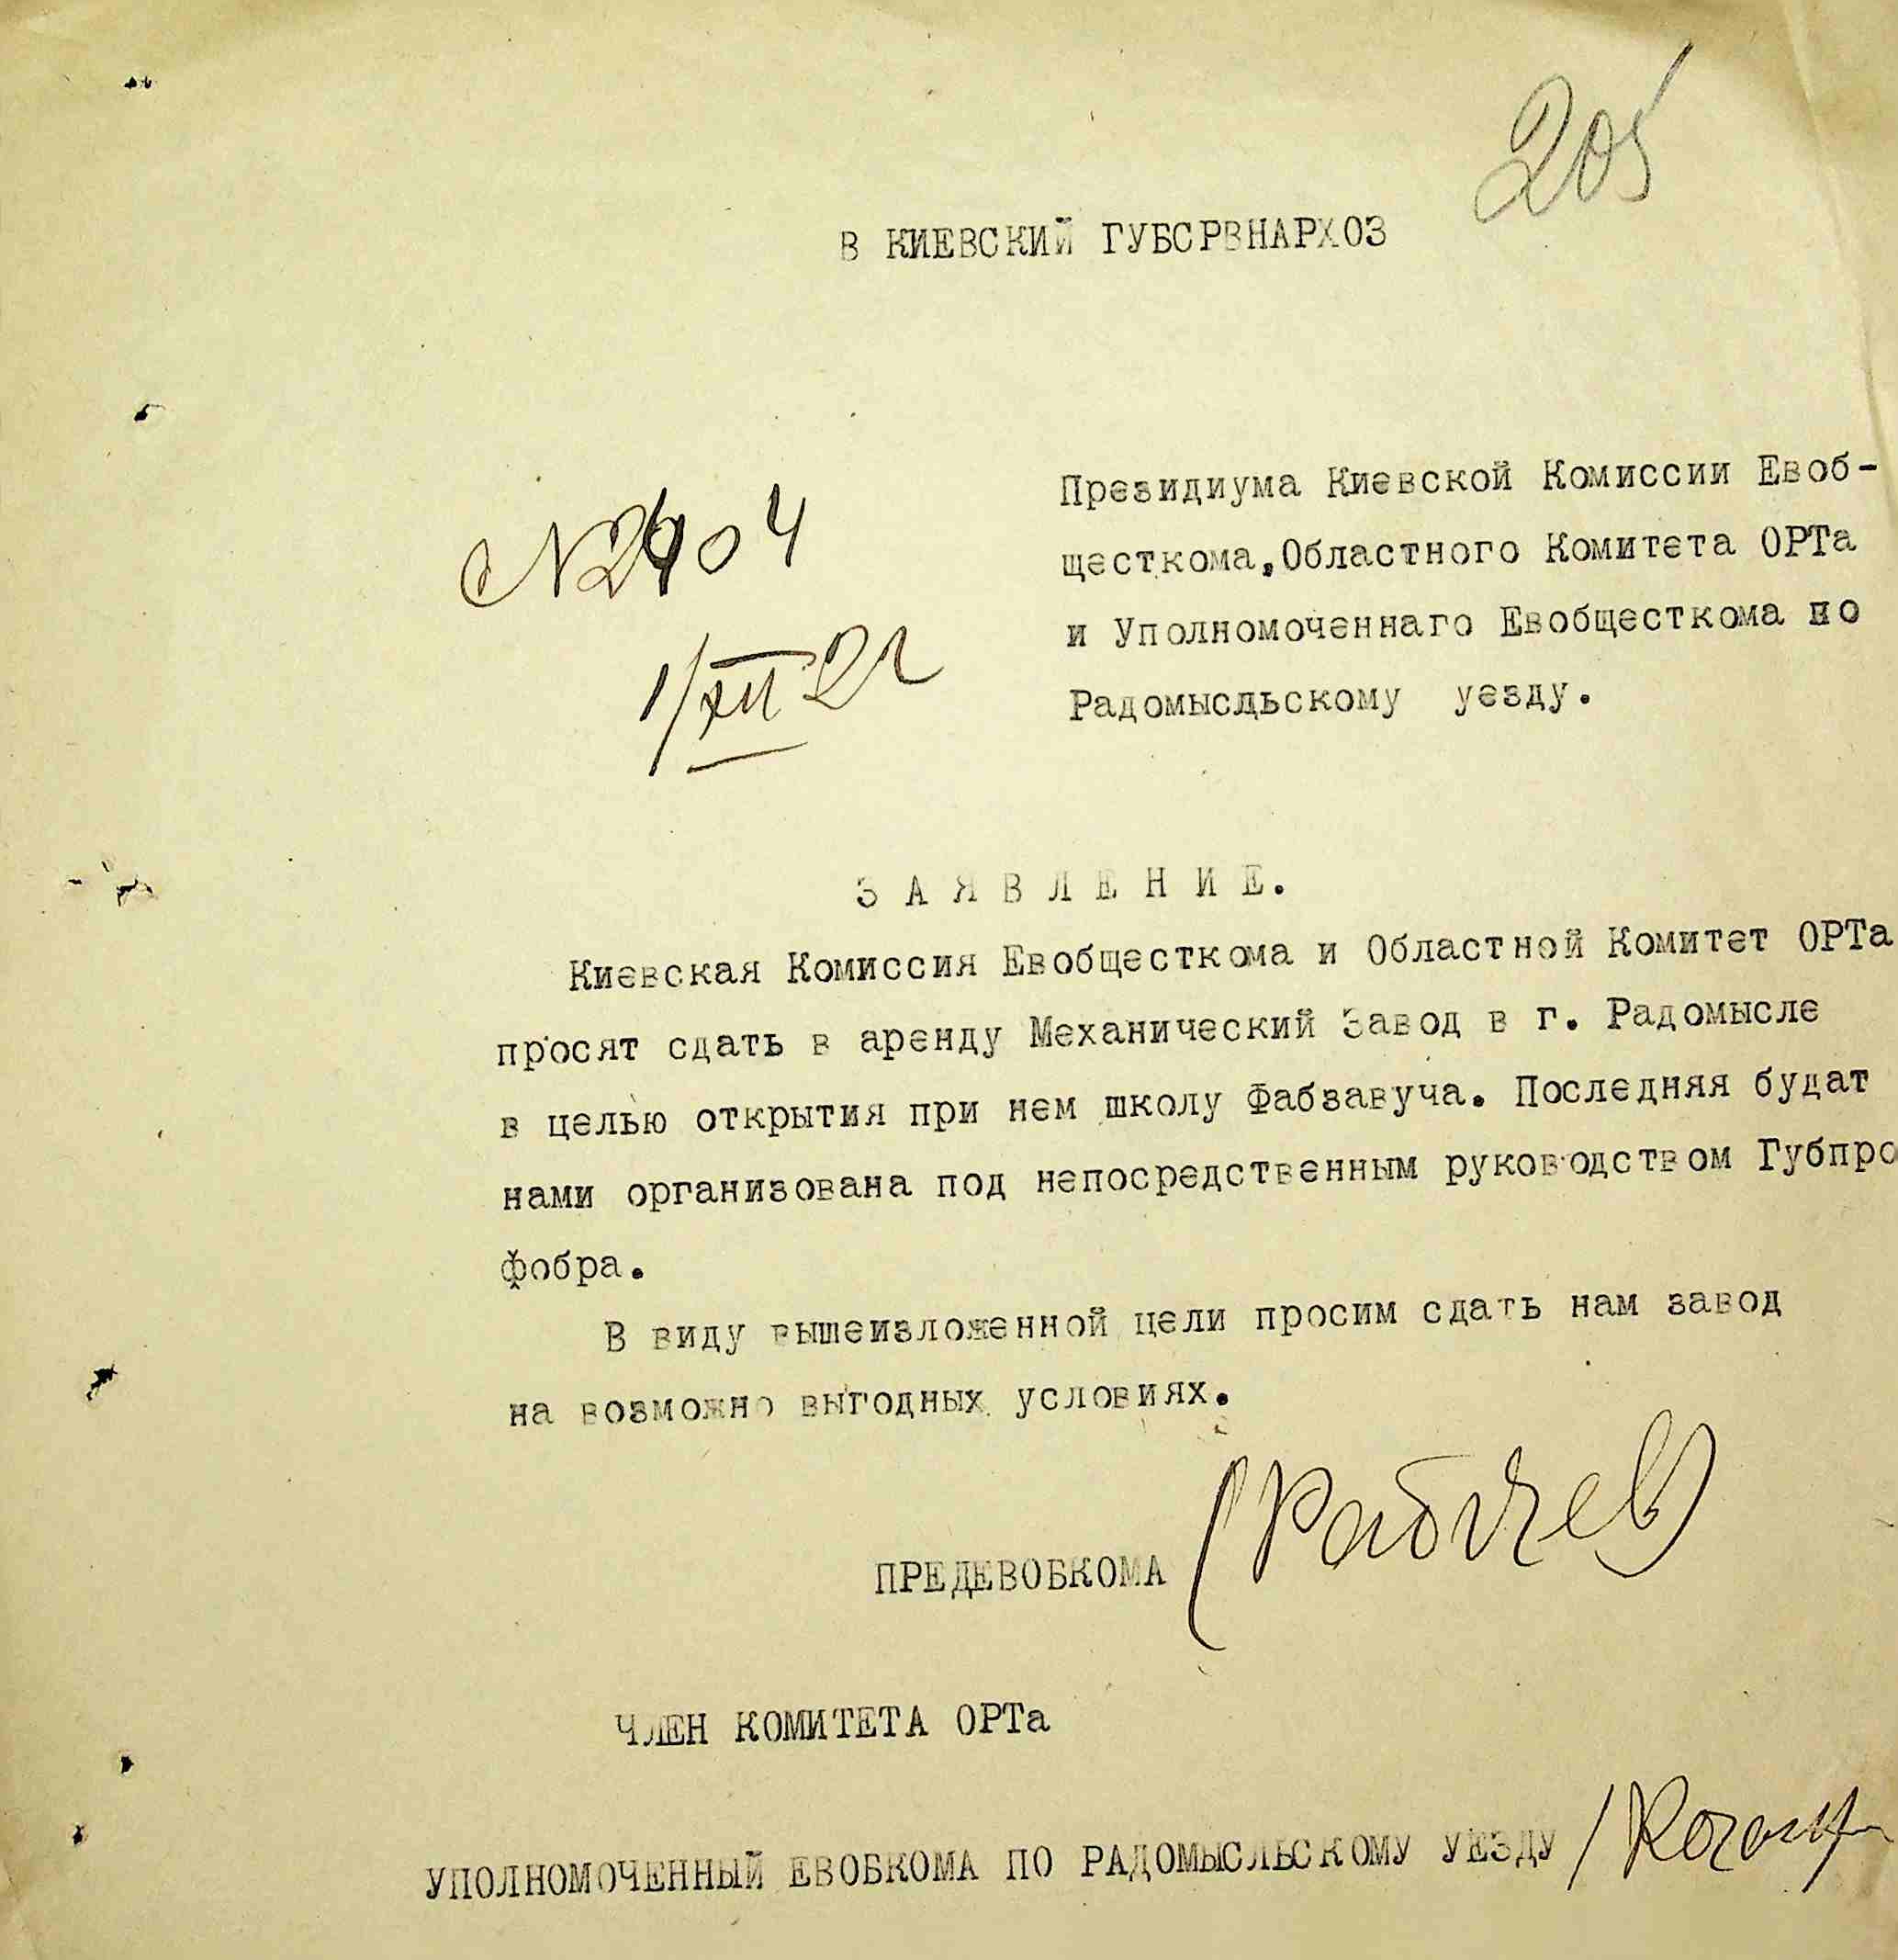 205
В КИЕВСКИЙ ГУБСРВНАРХОЗ
Президиума Киевской Комиссии Евоб-
щесткома,Областного Комитета ОРТа
и Уполномоченнаго Евобщесткома по
Радомысльскому уезду.
№2404
1/XII 21
ЗАЯВЛЕНИЕ.
Киевская Комиссия Евобщесткома и Областной Комитет ОРТа
просят сдать в аренду Механический Завод в г. Радомысле
в целью открытия при нем школу Фабзавуча. Последняя будат
нами организована под непосредственным руководством Губпро
фобра.
В виду вышеизложенной цели просим сдать нам завод
на возможно выгодных условиях.
ПРЕДЕВОБКОМА (Рабичев)
ЧЛЕН КОМИТЕТА ОРТа
УПОЛНОМОЧЕННЫЙ ЕВОБКОМА ПО РАДОМЫСЛЬСКОМУ УЕЗДУ /